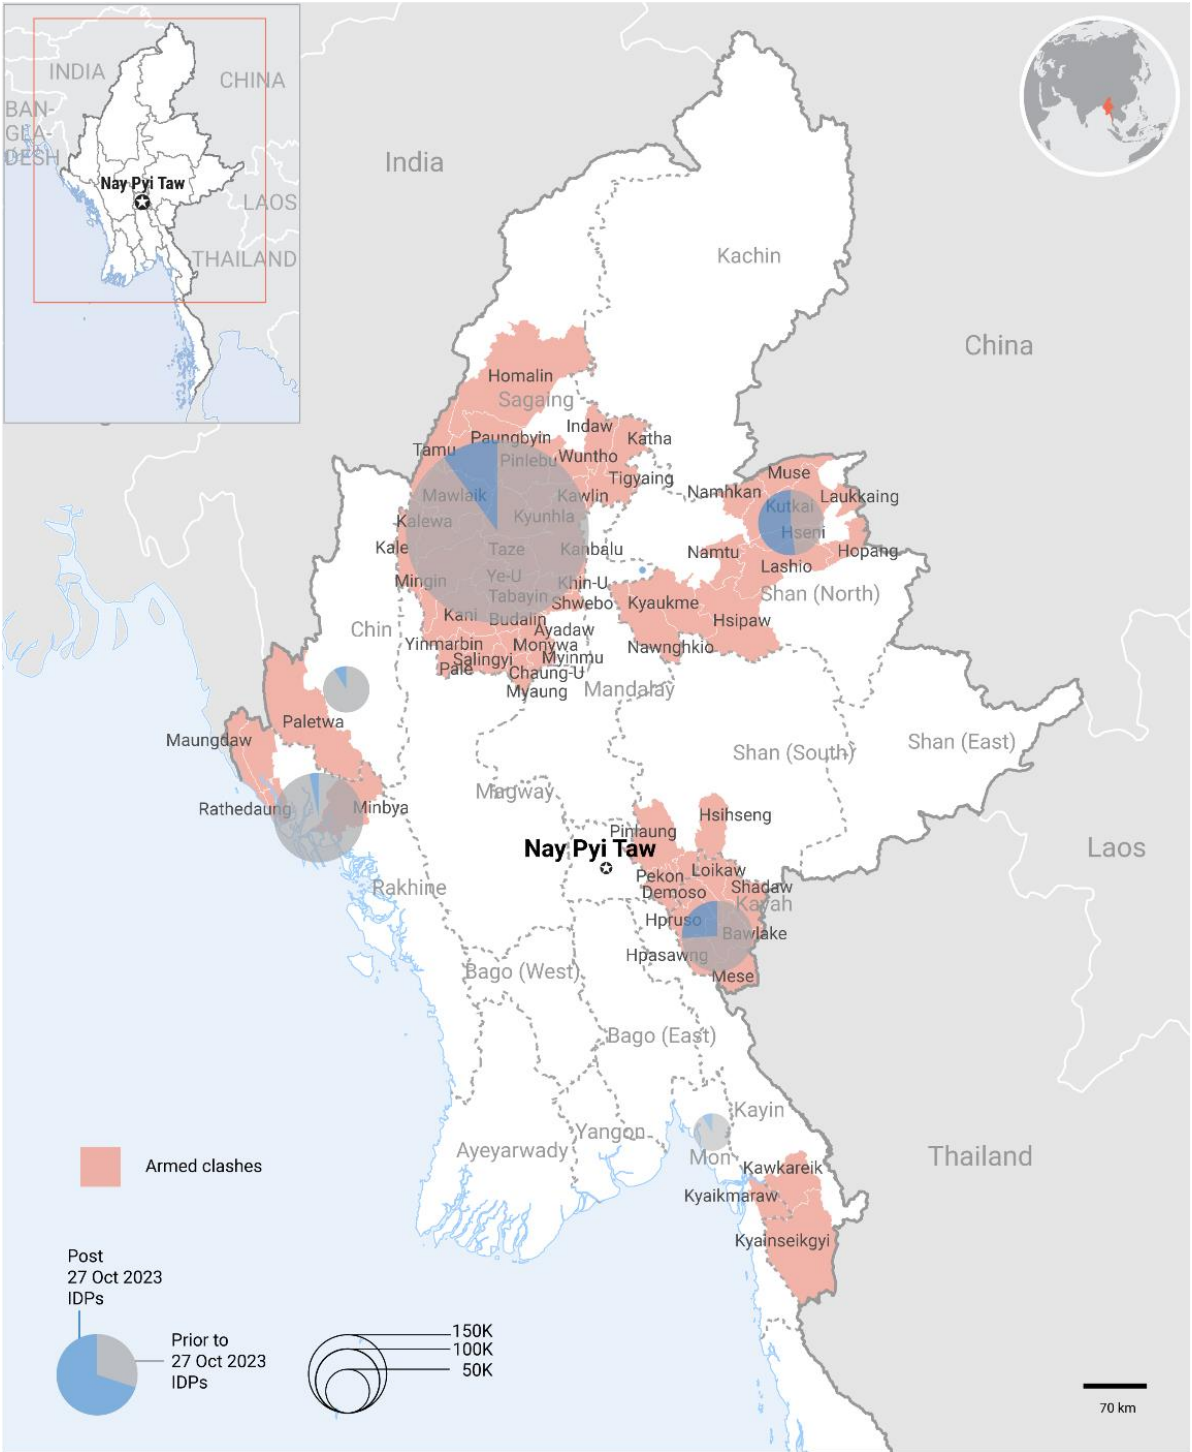 INDIA
CHINA
BAN-
GLA-
DESH
Nay Pyi Taw
LAOS
THAILAND
India
Kachin
China
Homalin
Sagaing
Indaw
Katha
Paungbyin
Tamu
Pinlebu
Wuntho
Tigyaing
Muse
Namhkan
Laukkaing
Mawlaik
Kawlin
Kutkai
Kalewa
Kyunhla
Hseni
Kale
Taze
Kanbalu
Namtu
Hopang
Lashio
Mingin
Ye-U
Khin-U
Tabayin
Shwebo
Kyaukme
Shan (North)
Kani
Budalin
Hsipaw
Chin
Ayadaw
Yinmarbin
Monywa
Nawnghkio
Salingyi
Myinmu
Pale
Chaung-U
Myaung
Mandalay
Paletwa
Maungdaw
Shan (South)
Shan (East)
Rathedaung
Minbya
Magway
Hsihseng
Pinlaung
Nay Pyi Taw
Laos
Pekon
Loikaw
Rakhine
Demoso
Shadaw
Kayah
Hpruso
Bawlake
Hpasawng
Mese
Bago (West)
Bago (East)
Kayin
Yangon
Ayeyarwady
Mon
Thailand
Kawkareik
Kyaikmaraw
Kyainseikgyi
Armed clashes
Post
27 Oct 2023
IDPs
Prior to
27 Oct 2023
IDPs
150K
100K
50K
70 km